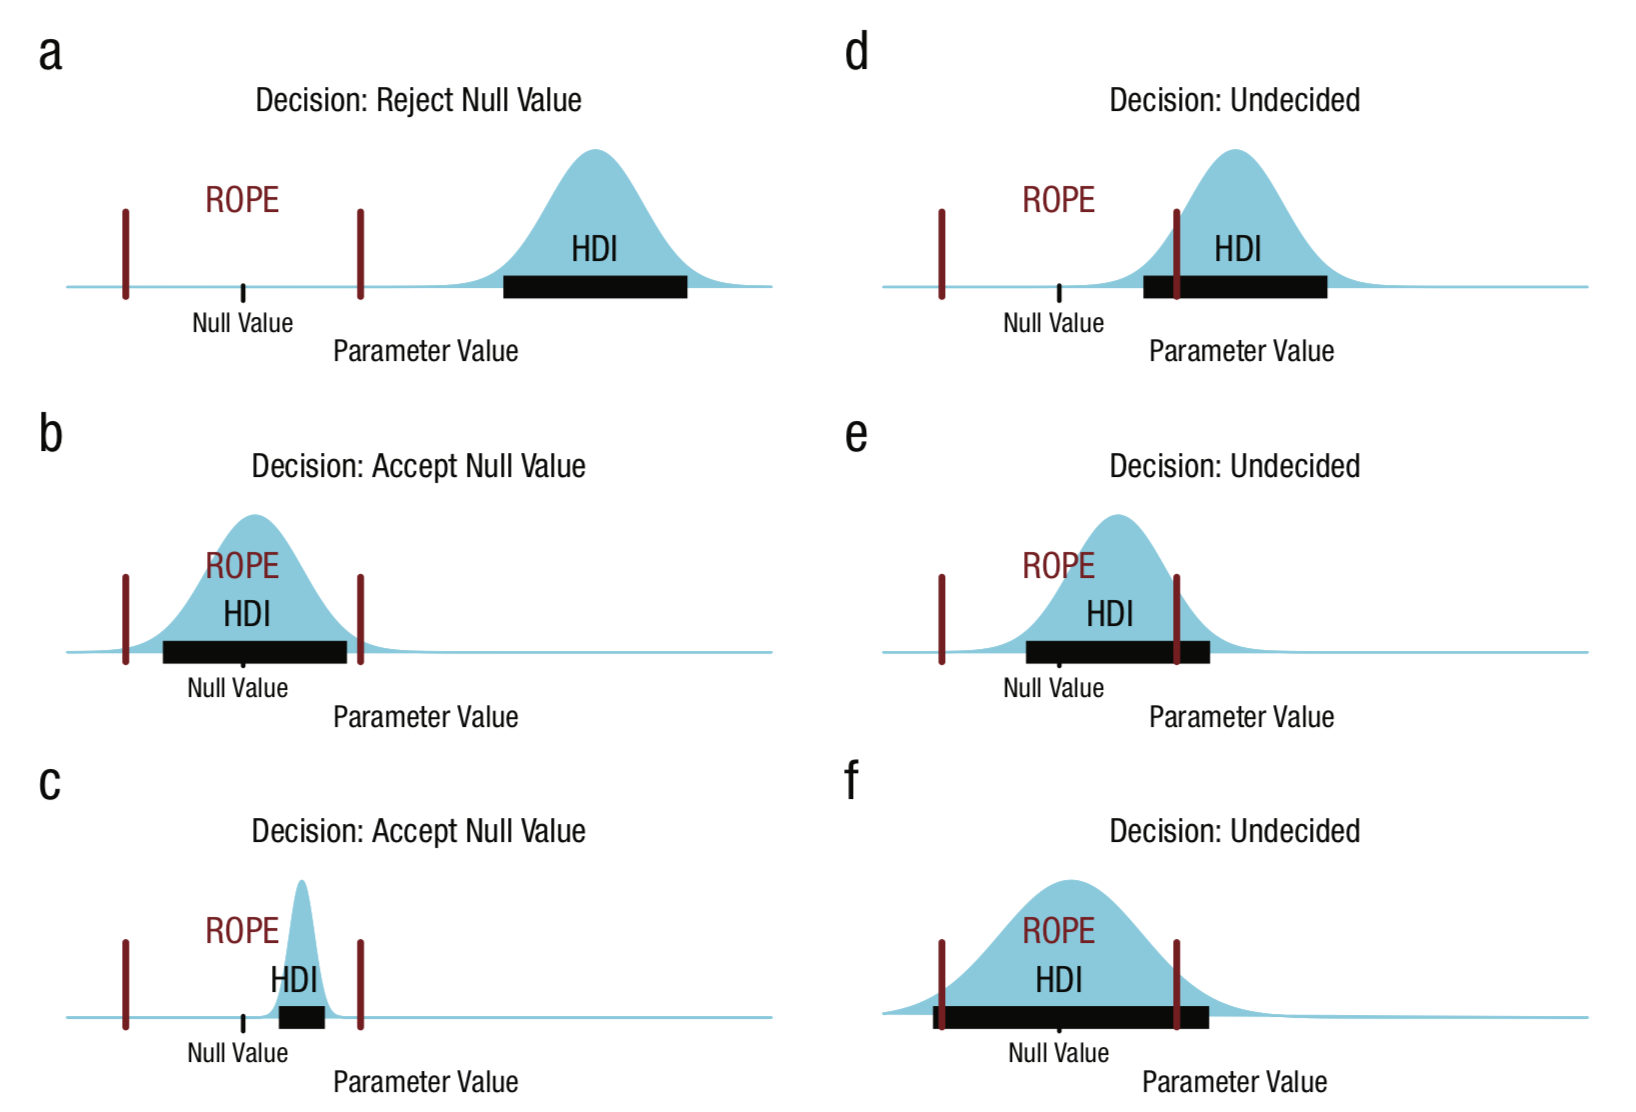 a
Decision: Reject Null Value
ROPE
HDI
Null Value
Parameter Value
b
Decision: Accept Null Value
ROPE
HDI
Null Value
Parameter Value
c
Decision: Accept Null Value
ROPE
HDI
Null Value
Parameter Value
d
Decision: Undecided
ROPE
HDI
Null Value
Parameter Value
e
Decision: Undecided
ROPE
HDI
Null Value
Parameter Value
f
Decision: Undecided
ROPE
HDI
Null Value
Parameter Value